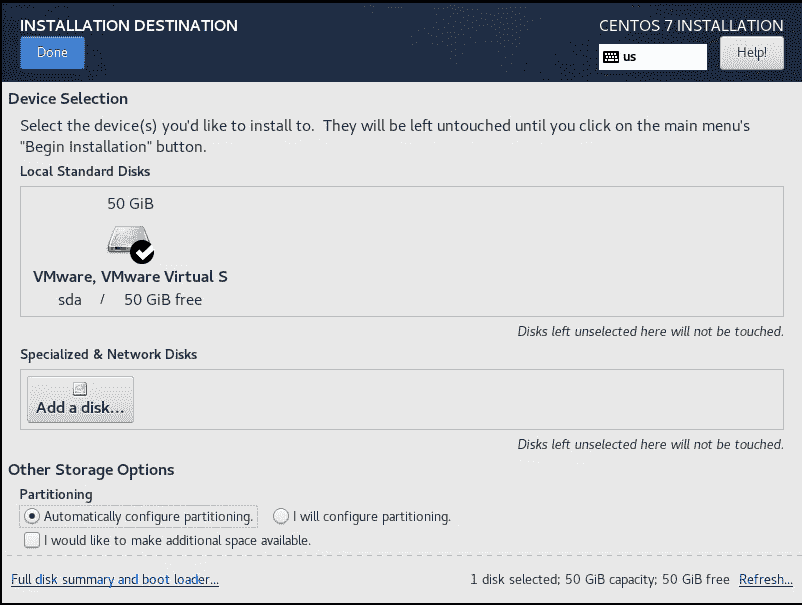 INSTALLATION DESTINATION
CENTOS 7 INSTALLATION
Done
us
Help!
Device Selection
Select the device(s) you'd like to install to. They will be left untouched until you click on the main menu's
"Begin Installation" button.
Local Standard Disks
50 GiB
VMware, VMware Virtual S
sda / 50 GiB free
Disks left unselected here will not be touched.
Specialized & Network Disks
Add a disk...
Disks left unselected here will not be touched.
Other Storage Options
Partitioning
Automatically configure partitioning. I will configure partitioning.
I would like to make additional space available.
Full disk summary and boot loader... 1 disk selected; 50 GiB capacity; 50 GiB free Refresh...